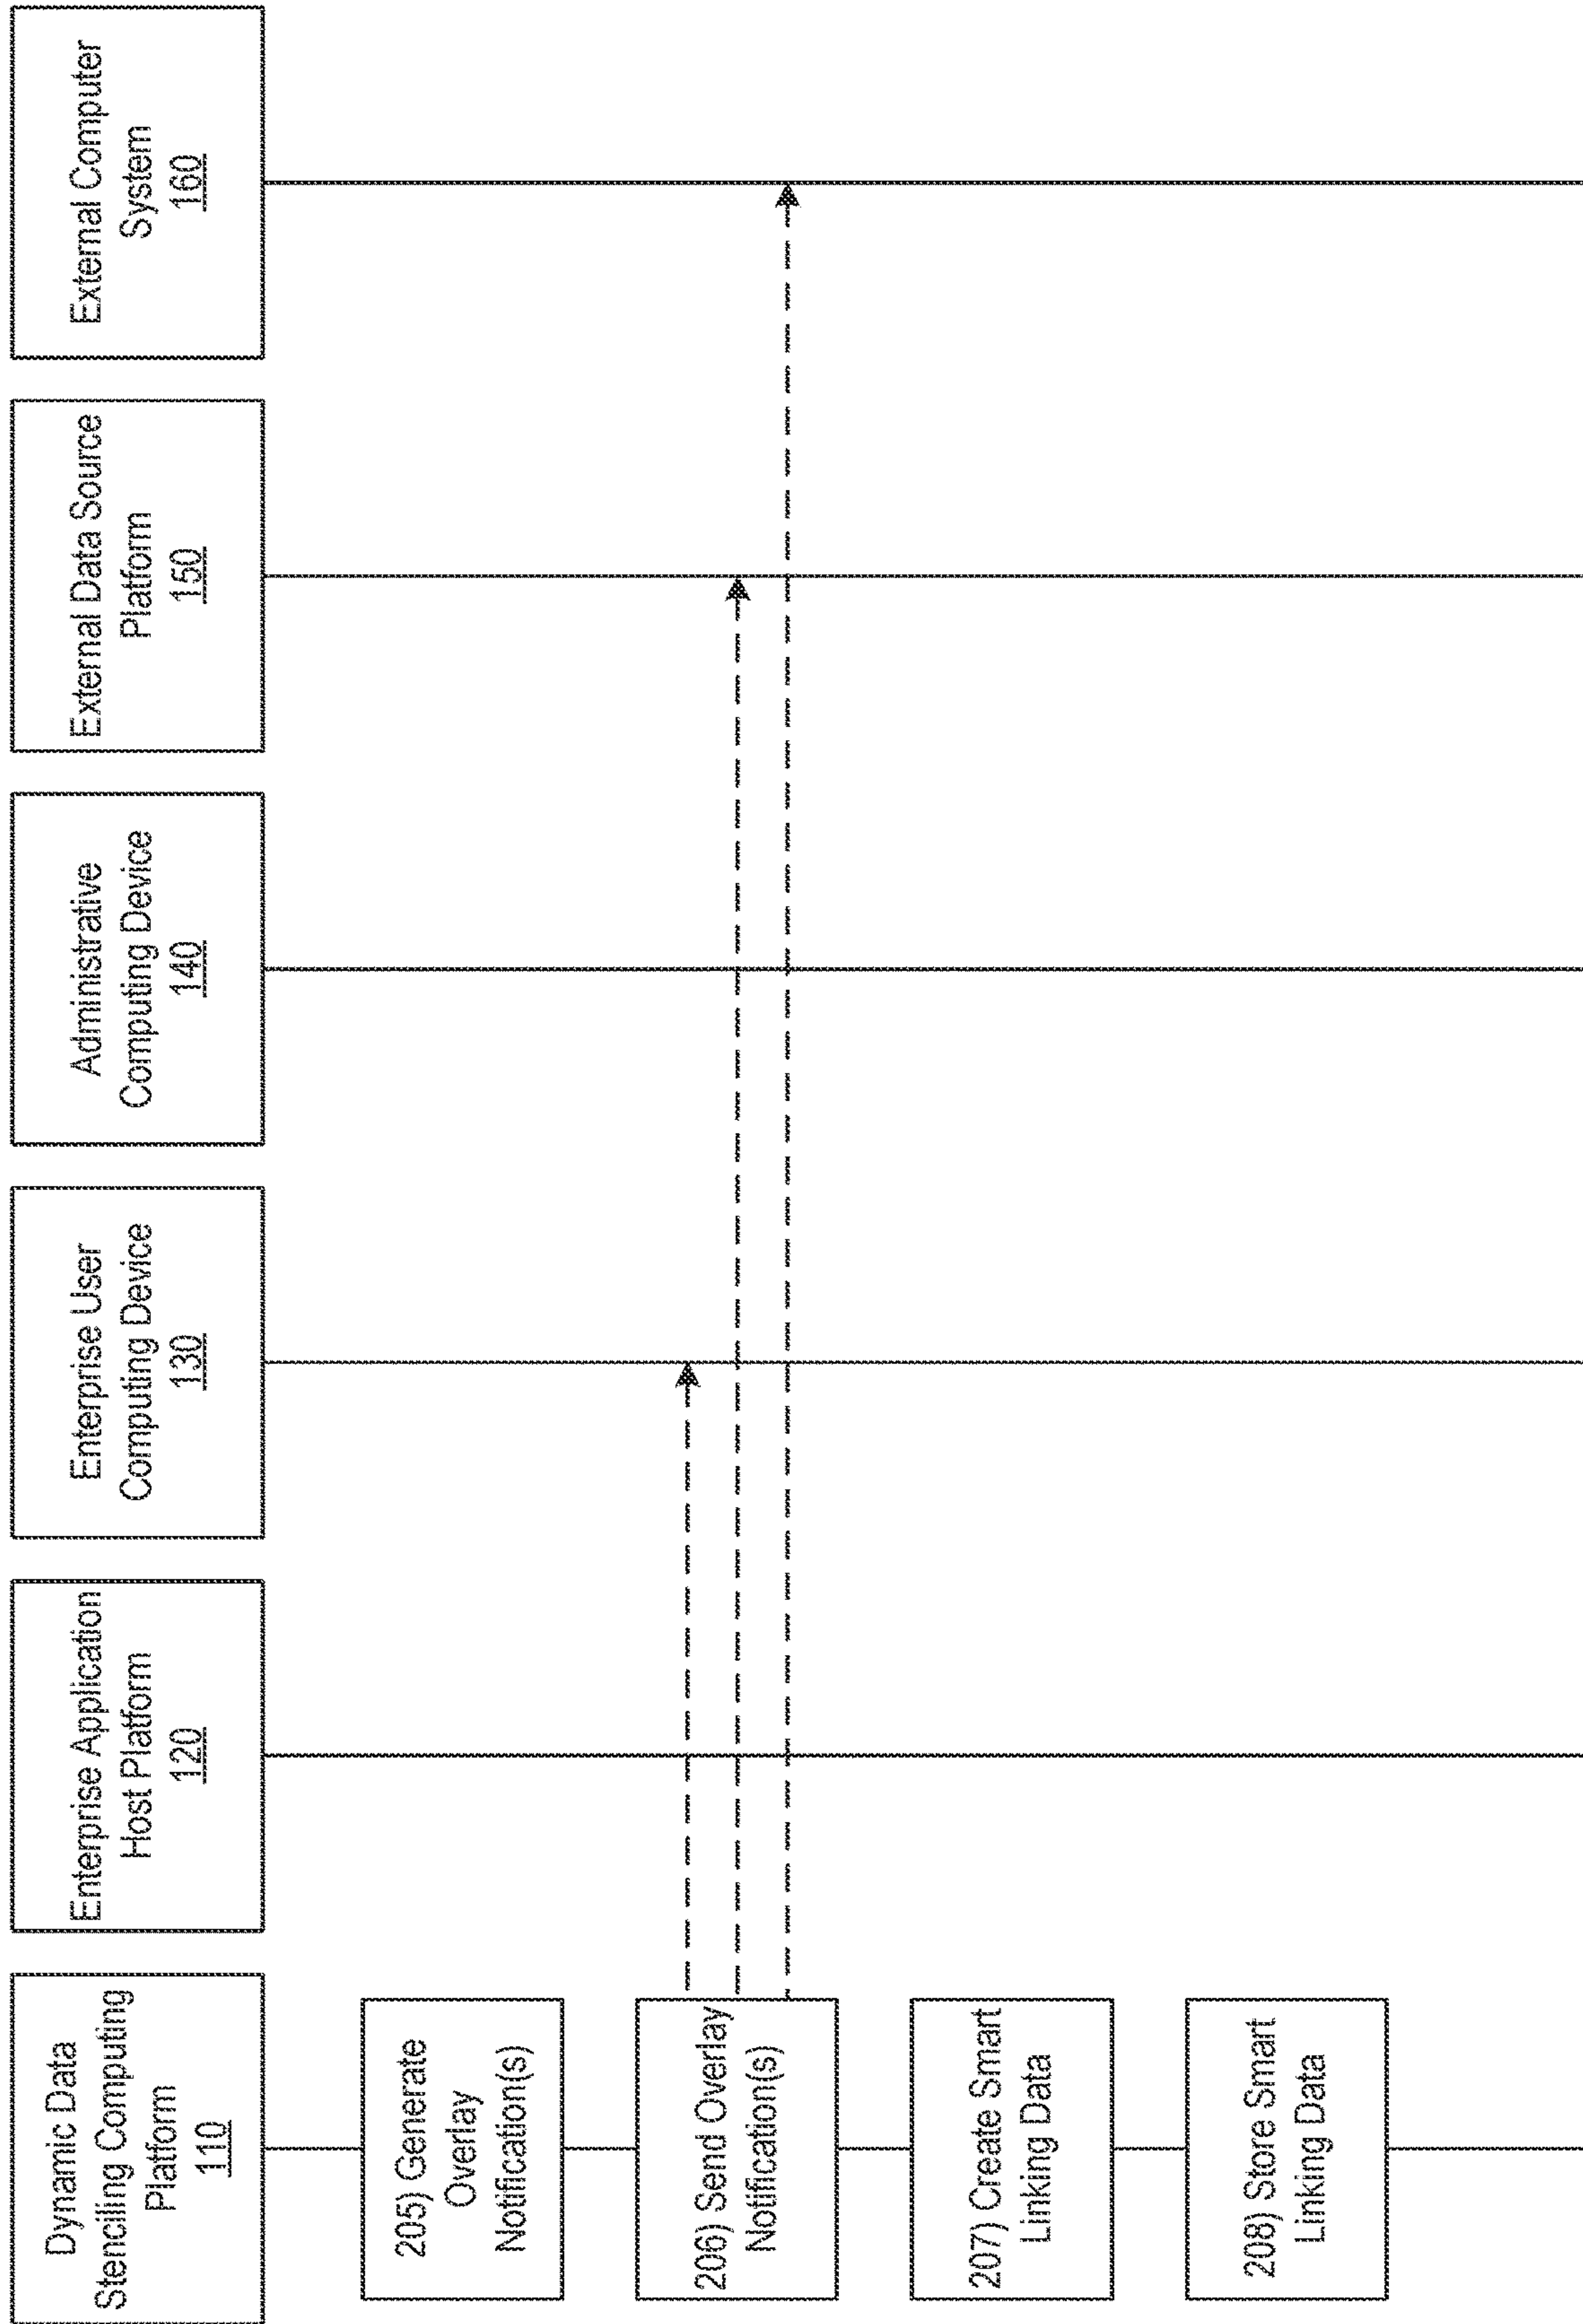 Dynamic Data
Stenciling Computing
Platform
110
Enterprise Application
Host Platform
120
Enterprise User
Computing Device
130
Administrative
Computing Device
140
External Data Source
Platform
150
External Computer
System
160
205) Generate
Overlay
Notification(s)
206) Send Overlay
Notification(s)
207) Create Smart
Linking Data
208) Store Smart
Linking Data